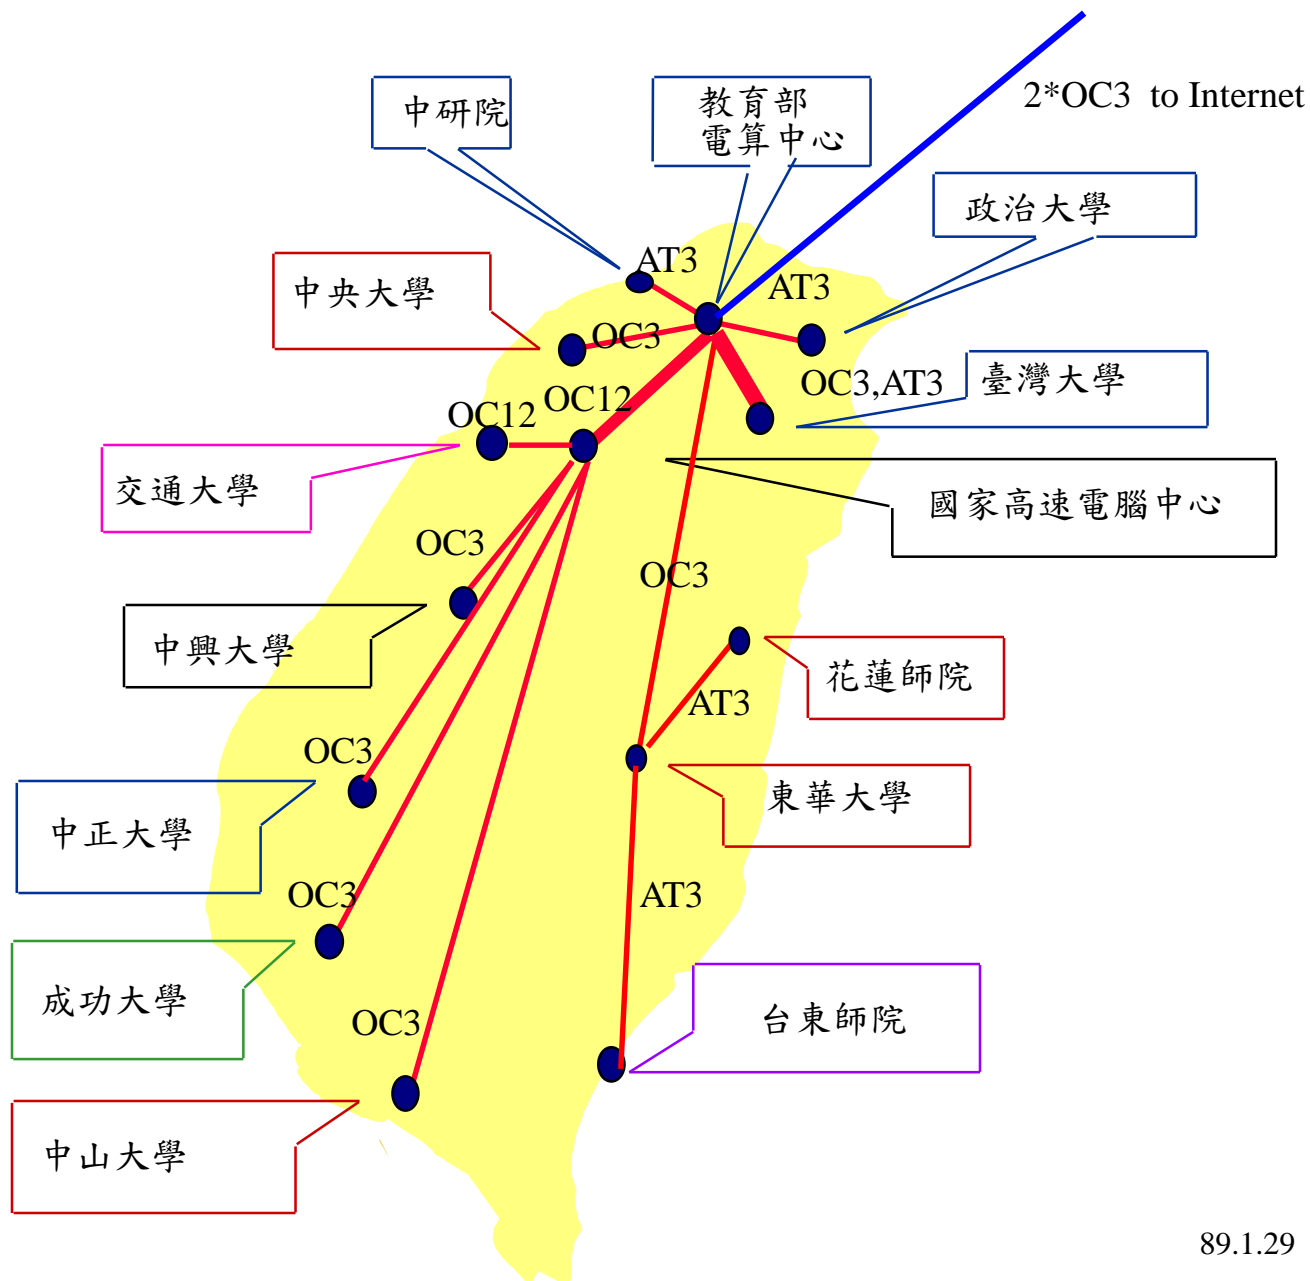 2*OC3 to Internet
中研院
教育部
電算中心
政治大學
AT3
AT3
中央大學
OC3
OC3,AT3
臺灣大學
OC12
OC12
交通大學
國家高速電腦中心
OC3
OC3
中興大學
花蓮師院
AT3
OC3
東華大學
中正大學
OC3
AT3
成功大學
OC3
台東師院
中山大學
89.1.29